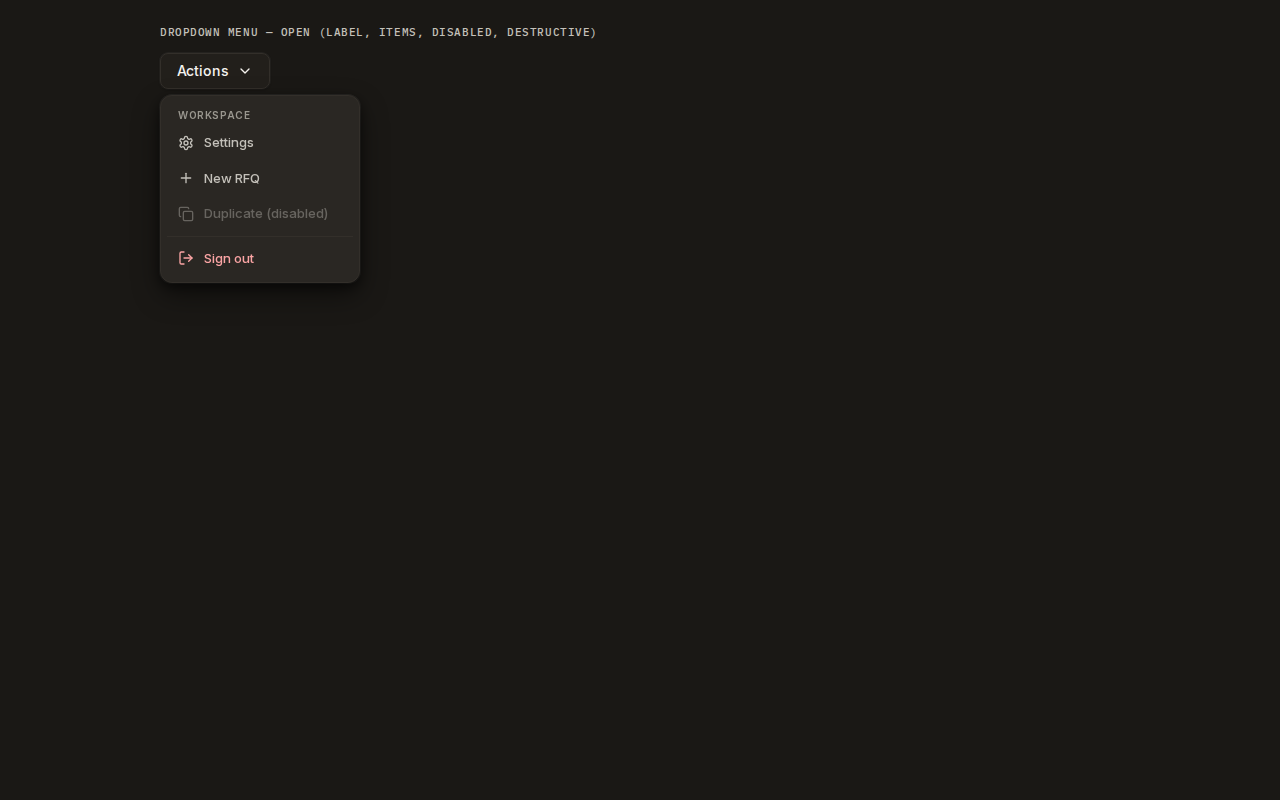 DROPDOWN MENU — OPEN (LABEL, ITEMS, DISABLED, DESTRUCTIVE)
Actions
WORKSPACE
Settings
New RFQ
Duplicate (disabled)
Sign out